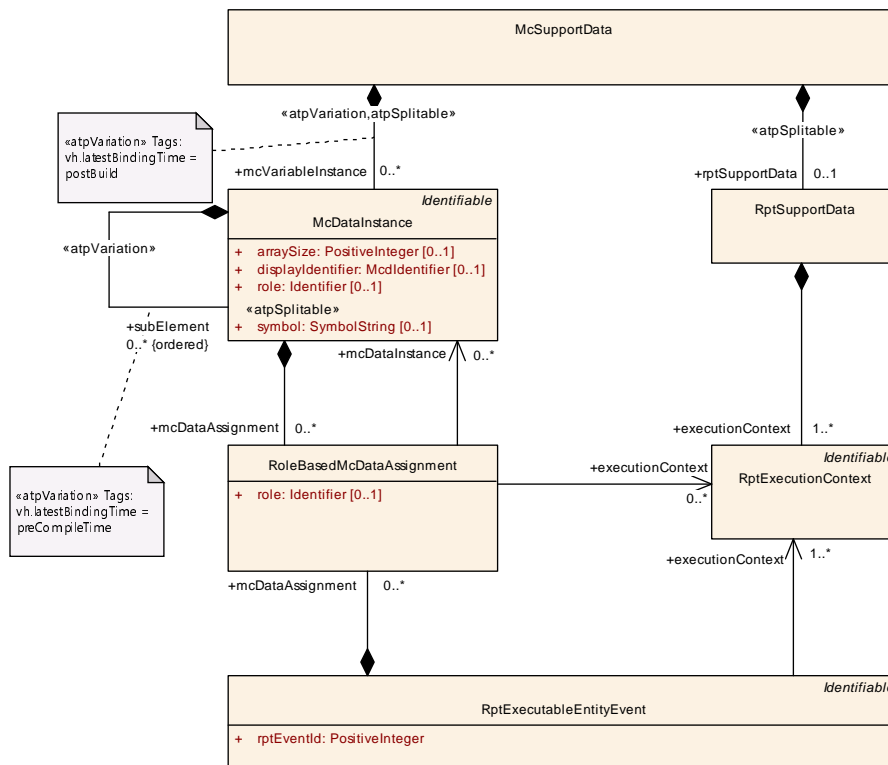 McSupportData
«atpVariation,atpSplitable»
«atpSplitable»
«atpVariation» Tags:
vh.latestBindingTime =
postBuild
+mcVariableInstance
0..*
+rptSupportData
0..1
Identifiable
McDataInstance
+ arraySize: PositiveInteger [0..1]
+ displayIdentifier: McdIdentifier [0..1]
+ role: Identifier [0..1]
«atpSplitable»
+ symbol: SymbolString [0..1]
RptSupportData
«atpVariation»
+subElement
0..* {ordered}
+mcDataInstance
0..*
+mcDataAssignment
0..*
+executionContext
1..*
RoleBasedMcDataAssignment
+ role: Identifier [0..1]
+executionContext
0..*
Identifiable
RptExecutionContext
«atpVariation» Tags:
vh.latestBindingTime =
preCompileTime
+mcDataAssignment
0..*
+executionContext
1..*
Identifiable
RptExecutableEntityEvent
+ rptEventId: PositiveInteger